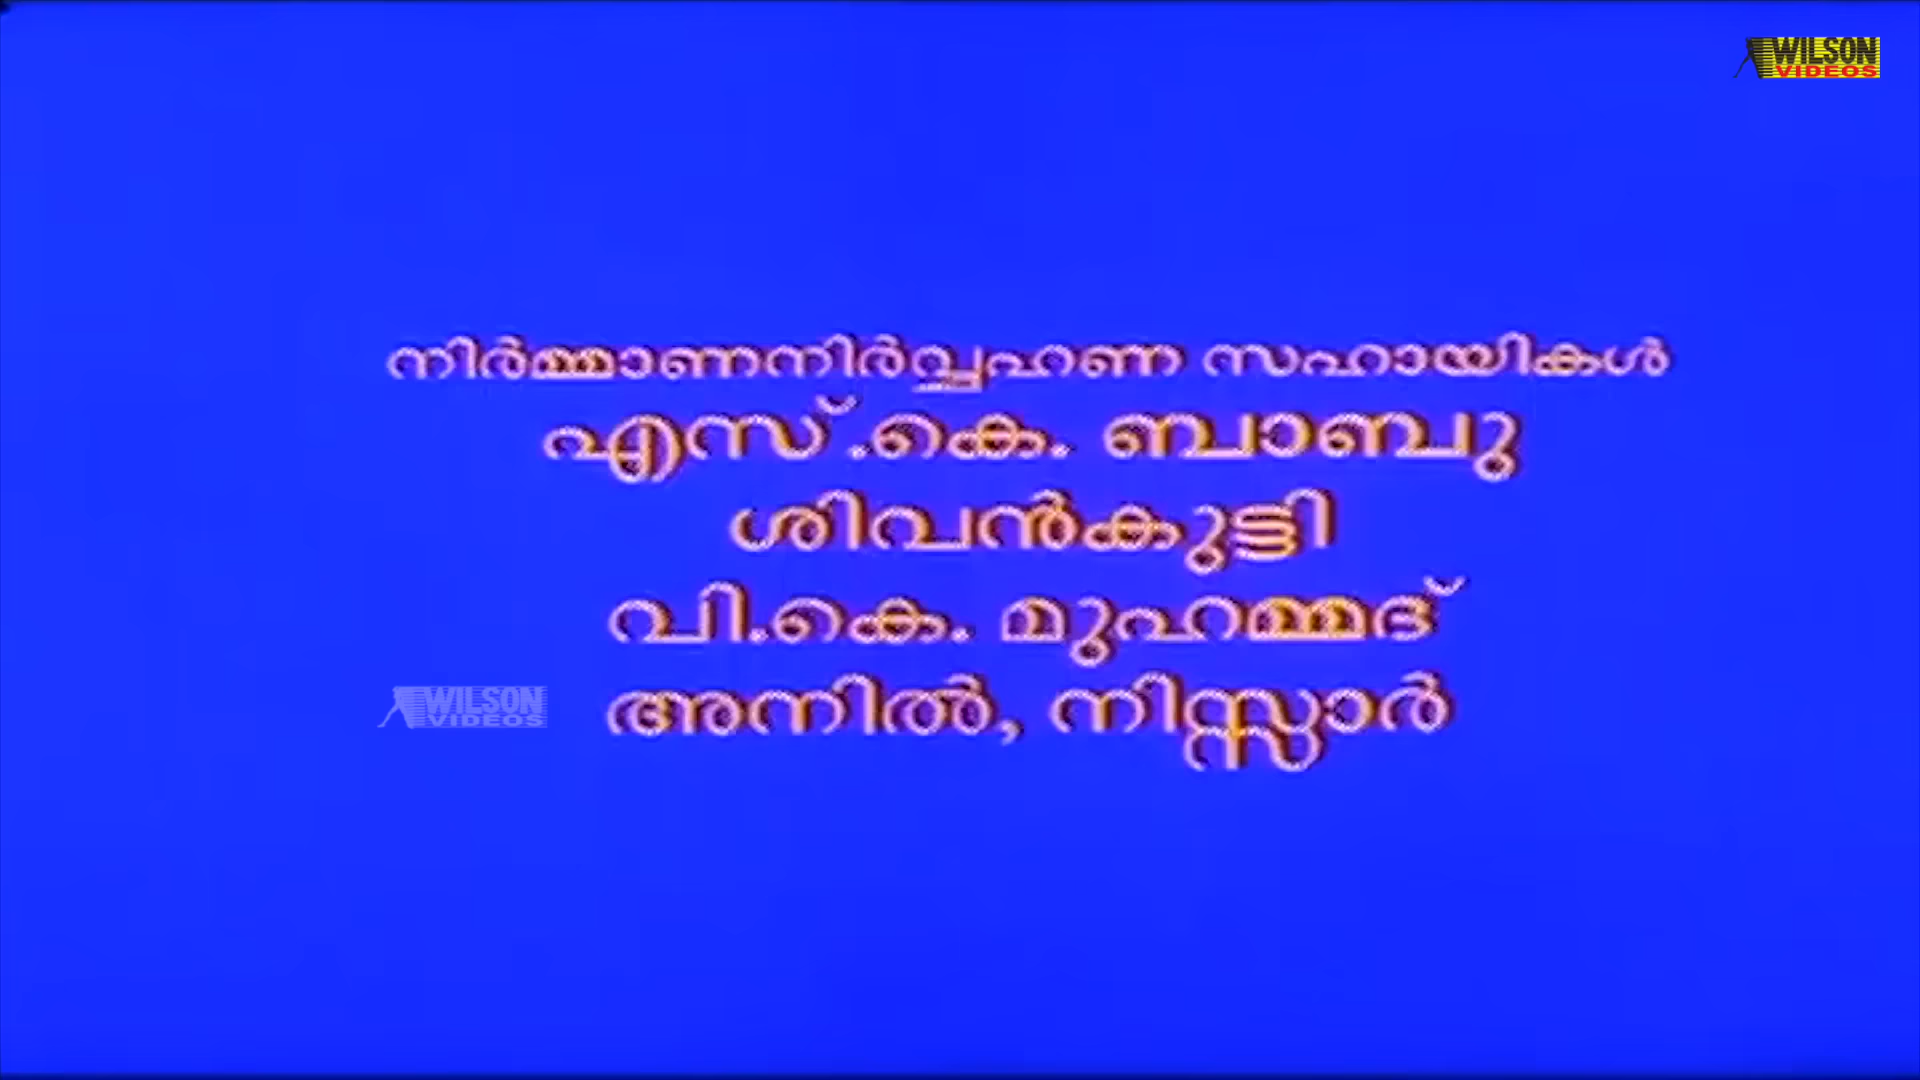 WILSON
VIDEOS
നിർമ്മാണനിർവ്വഹണ സഹായികൾ
എസ്.കെ. ബാബു
ശിവൻകുട്ടി
വി.കെ. മുഹമ്മദ്
അനിൽ, നിസ്സാർ
WILSON
VIDEOS